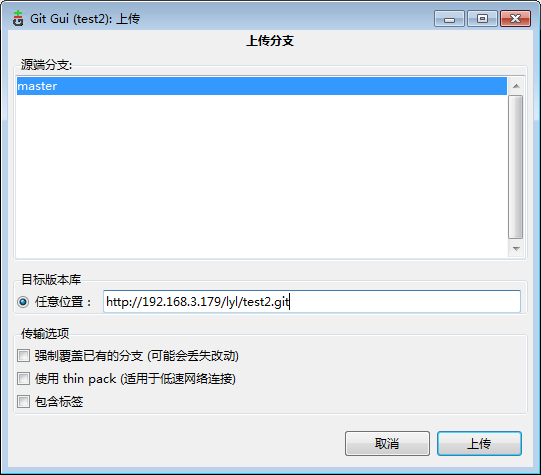 Git Gui (test2): 上传
上传分支
源端分支:
master
目标版本库
任意位置：
http://192.168.3.179/lyl/test2.git
传输选项
强制覆盖已有的分支 (可能会丢失改动)
使用 thin pack (适用于低速网络连接)
包含标签
取消
上传